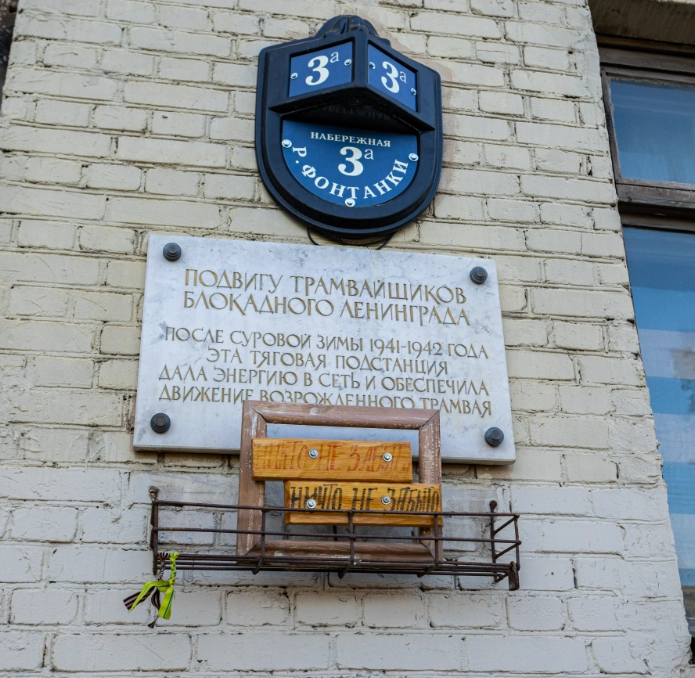 3а
3а
НАБЕРЕЖНАЯ
3а
Р. ФОНТАНКИ
ПОДВИГУ ТРАМВАЙЩИКОВ
БЛОКАДНОГО ЛЕНИНГРАДА
ПОСЛЕ СУРОВОЙ ЗИМЫ 1941-1942 ГОДА
ЭТА ТЯГОВАЯ ПОДСТАНЦИЯ
ДАЛА ЭНЕРГИЮ В СЕТЬ И ОБЕСПЕЧИЛА
ДВИЖЕНИЕ ВОЗРОЖДЕННОГО ТРАМВАЯ
НИКТО НЕ ЗАБЫТ
НИЧТО НЕ ЗАБЫТО